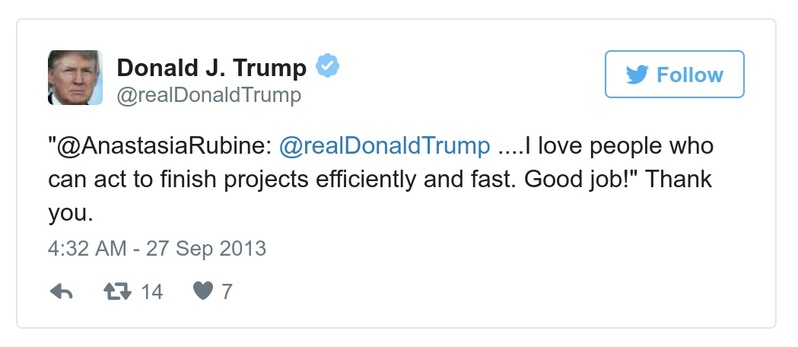 Donald J. Trump
@realDonaldTrump
Follow
"@AnastasiaRubine: @realDonaldTrump ....I love people who
can act to finish projects efficiently and fast. Good job!" Thank
you.
4:32 AM - 27 Sep 2013
14 7